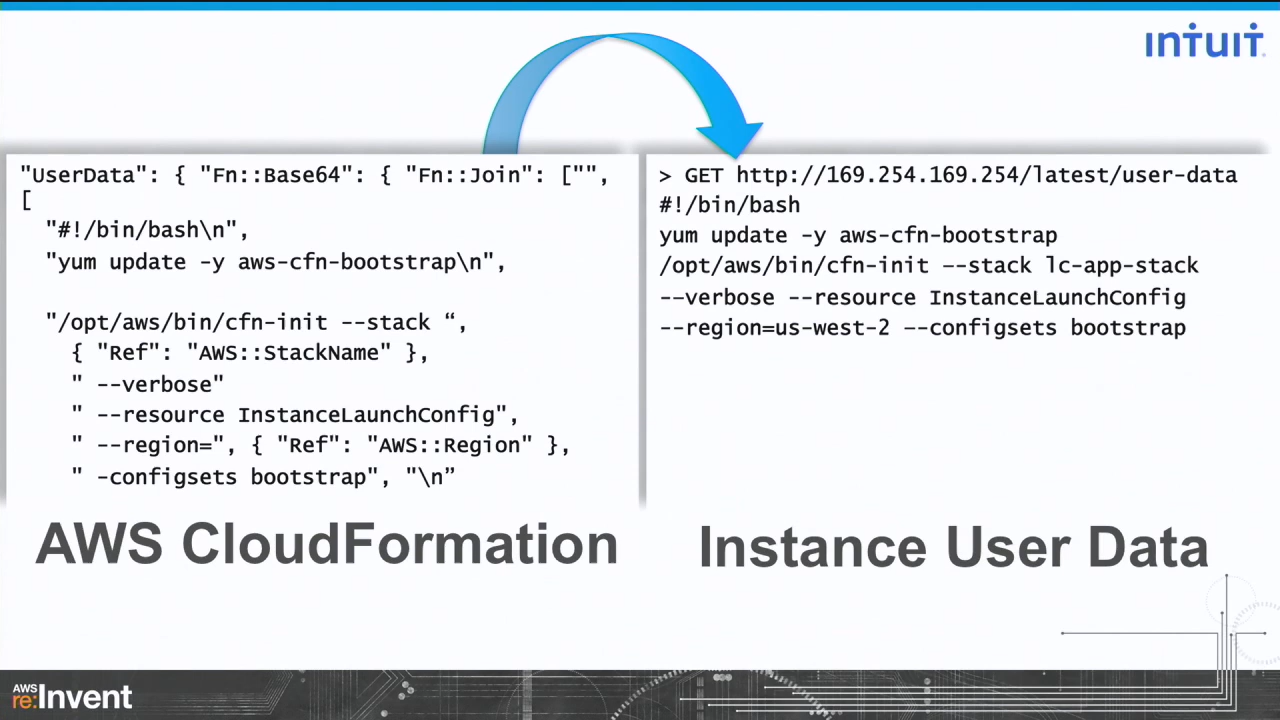 INTUIT
"UserData": { "Fn::Base64": { "Fn::Join": ["",
[
"#!/bin/bash\n",
"yum update -y aws-cfn-bootstrap\n",
"/opt/aws/bin/cfn-init --stack “,
{ "Ref": "AWS::StackName" },
" --verbose"
" --resource InstanceLaunchConfig",
" --region=", { "Ref": "AWS::Region" },
" -configsets bootstrap", "\n”
AWS CloudFormation
> GET http://169.254.169.254/latest/user-data
#!/bin/bash
yum update -y aws-cfn-bootstrap
/opt/aws/bin/cfn-init --stack lc-app-stack
--verbose --resource InstanceLaunchConfig
--region=us-west-2 --configsets bootstrap
Instance User Data
AWS
re:Invent